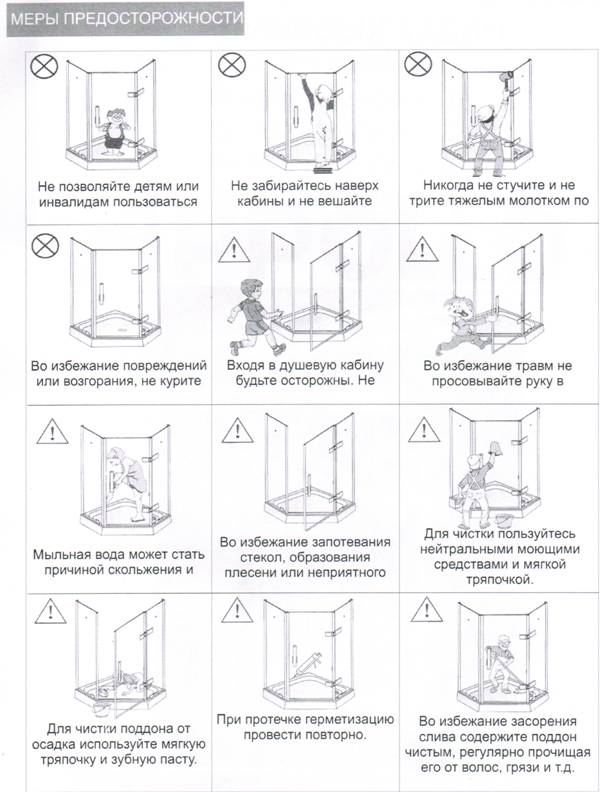 МЕРЫ ПРЕДОСТОРОЖНОСТИ
Не позволяйте детям или
инвалидам пользоваться
Не забирайтесь наверх
кабины и не вешайте
Никогда не стучите и не
трите тяжелым молотком по
Во избежание повреждений
или возгорания, не курите
Входя в душевую кабину
будьте осторожны. Не
Во избежание травм не
просовывайте руку в
Мыльная вода может стать
причиной скольжения и
Во избежание запотевания
стекол, образования
плесени или неприятного
Для чистки пользуйтесь
нейтральными моющими
средствами и мягкой
тряпочкой.
Для чистки поддона от
осадка используйте мягкую
тряпочку и зубную пасту.
При протечке герметизацию
провести повторно.
Во избежание засорения
слива содержите поддон
чистым, регулярно прочищая
его от волос, грязи и т.д.